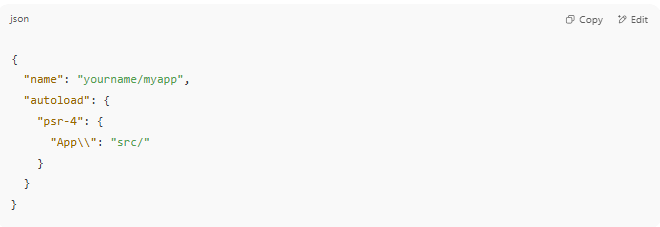 json Copy Edit
{
  "name": "yourname/myapp",
  "autoload": {
    "psr-4": {
      "App\\": "src/"
    }
  }
}